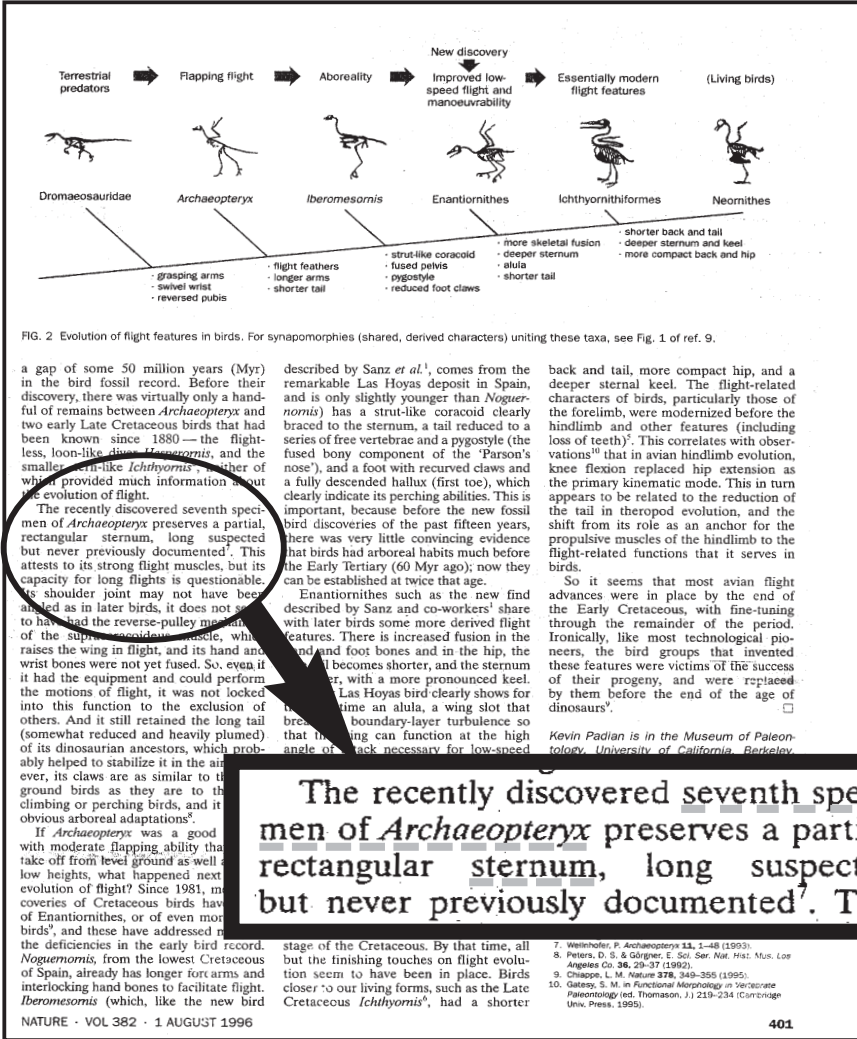 New discovery
Terrestrial predators
Flapping flight
Aboreality
Improved low-speed flight and manoeuvrability
Essentially modern flight features
(Living birds)
Dromaeosauridae
Archaeopteryx
Iberomesornis
Enantiornithes
Ichthyornithiformes
Neornithes
· grasping arms
· swivel wrist
· reversed pubis
· flight feathers
· longer arms
· shorter tail
· strut-like coracoid
· fused pelvis
· pygostyle
· reduced foot claws
· more skeletal fusion
· deeper sternum
· alula
· shorter tail
· shorter back and tail
· deeper sternum and keel
· more compact back and hip
FIG. 2 Evolution of flight features in birds. For synapomorphies (shared, derived characters) uniting these taxa, see Fig. 1 of ref. 9.
a gap of some 50 million years (Myr)
in the bird fossil record. Before their
discovery, there was virtually only a hand-
ful of remains between Archaeopteryx and
two early Late Cretaceous birds that had
been known since 1880 — the flight-
less, loon-like diver Hesperornis, and the
smaller tern-like Ichthyornis, neither of
which provided much information about
the evolution of flight.
The recently discovered seventh speci-
men of Archaeopteryx preserves a partial,
rectangular sternum, long suspected
but never previously documented7. This
attests to its strong flight muscles, but its
capacity for long flights is questionable.
Its shoulder joint may not have been
angled as in later birds, it does not
to have had the reverse-pulley
of the supracoracoideus muscle,
raises the wing in flight, and its hand and
wrist bones were not yet fused. So, even if
it had the equipment and could perform
the motions of flight, it was not locked
into this function to the exclusion of
others. And it still retained the long tail
(somewhat reduced and heavily plumed)
of its dinosaurian ancestors, which prob-
ably helped to stabilize it in the
ever, its claws are as similar to
ground birds as they are to
climbing or perching birds, and it
obvious arboreal adaptations8.
If Archaeopteryx was a good
with moderate flapping ability
take off from level ground as well
low heights, what happened next
evolution of flight? Since 1981,
coveries of Cretaceous birds
of Enantiornithes, or of even
birds9, and these have addressed
the deficiencies in the early bird record.
Noguernornis, from the lowest Cretaceous
of Spain, already has longer forearms and
interlocking hand bones to facilitate flight.
Iberomesornis (which, like the new bird
described by Sanz et al.1, comes from the
remarkable Las Hoyas deposit in Spain,
and is only slightly younger than Noguer-
nornis) has a strut-like coracoid clearly
braced to the sternum, a tail reduced to a
series of free vertebrae and a pygostyle (the
fused bony component of the 'Parson's
nose'), and a foot with recurved claws and
a fully descended hallux (first toe), which
clearly indicate its perching abilities. This is
important, because before the new fossil
bird discoveries of the past fifteen years,
there was very little convincing evidence
that birds had arboreal habits much before
the Early Tertiary (60 Myr ago); now they
can be established at twice that age.
Enantiornithes such as the new find
described by Sanz and co-workers1 share
with later birds some more derived flight
features. There is increased fusion in the
hand and foot bones and in the hip, the
becomes shorter, and the sternum
with a more pronounced keel.
Las Hoyas bird clearly shows for
time an alula, a wing slot that
boundary-layer turbulence so
that the wing can function at the high
angle of attack necessary for low-speed
stage of the Cretaceous. By that time, all
but the finishing touches on flight evolu-
tion seem to have been in place. Birds
closer to our living forms, such as the Late
Cretaceous Ichthyornis6, had a shorter
back and tail, more compact hip, and a
deeper sternal keel. The flight-related
characters of birds, particularly those of
the forelimb, were modernized before the
hindlimb and other features (including
loss of teeth)5. This correlates with obser-
vations10 that in avian hindlimb evolution,
knee flexion replaced hip extension as
the primary kinematic mode. This in turn
appears to be related to the reduction of
the tail in theropod evolution, and the
shift from its role as an anchor for the
propulsive muscles of the hindlimb to the
flight-related functions that it serves in
birds.
So it seems that most avian flight
advances were in place by the end of
the Early Cretaceous, with fine-tuning
through the remainder of the period.
Ironically, like most technological pio-
neers, the bird groups that invented
these features were victims of the success
of their progeny, and were replaced
by them before the end of the age of
dinosaurs9. □
Kevin Padian is in the Museum of Paleon-
tology, University of California, Berkeley,
The recently discovered seventh spe
men of Archaeopteryx preserves a parti
rectangular sternum, long suspect
but never previously documented7. T
7. Wellnhofer, P. Archaeopteryx 11, 1–48 (1993).
8. Peters, D. S. & Görgner, E. Sci. Ser. Nat. Hist. Mus. Los
Angeles Co. 36, 29–37 (1992).
9. Chiappe, L. M. Nature 378, 349–355 (1995).
10. Gatesy, S. M. in Functional Morphology in Vertebrate
Paleontology (ed. Thomason, J.) 219–234 (Cambridge
Univ. Press, 1995).
NATURE · VOL 382 · 1 AUGUST 1996
401